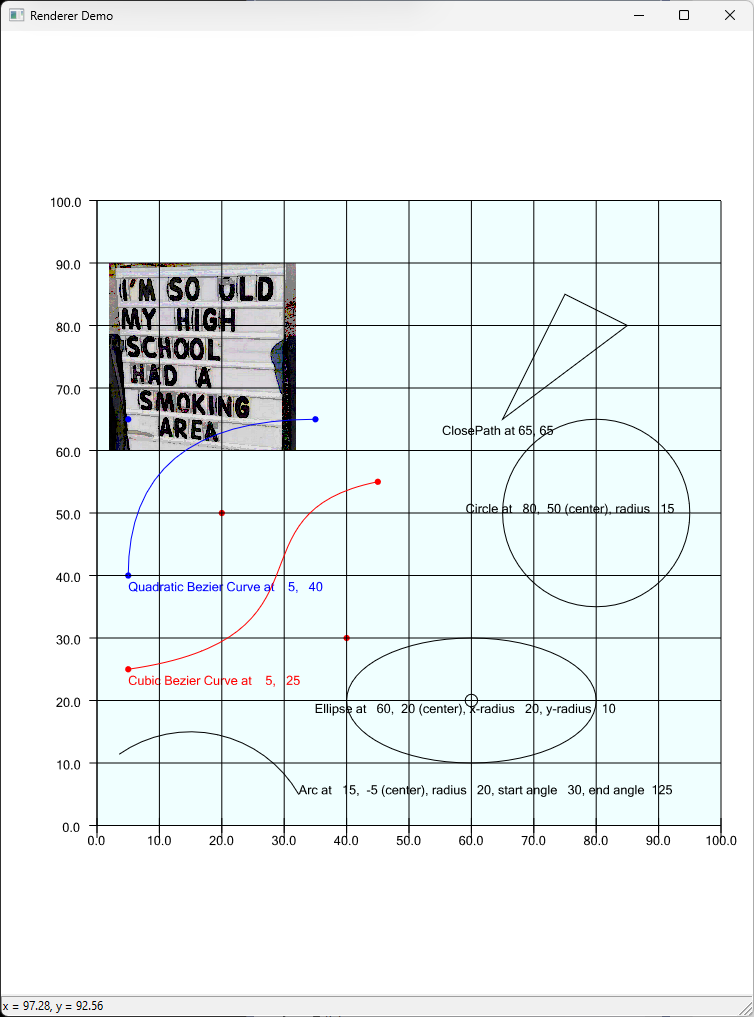 Renderer Demo
100.0
90.0
I'M SO OLD
MY HIGH
80.0
SCHOOL
HAD A
70.0
SMOKING
AREA
ClosePath at 65, 65
60.0
Circle at 80, 50 (center), radius 15
50.0
40.0
Quadratic Bezier Curve at 5, 40
30.0
Cubic Bezier Curve at 5, 25
20.0
Ellipse at 60, 20 (center), x-radius 20, y-radius 10
10.0
Arc at 15, -5 (center), radius 20, start angle 30, end angle 125
0.0
0.0 10.0 20.0 30.0 40.0 50.0 60.0 70.0 80.0 90.0 100.0
x = 97.28, y = 92.56